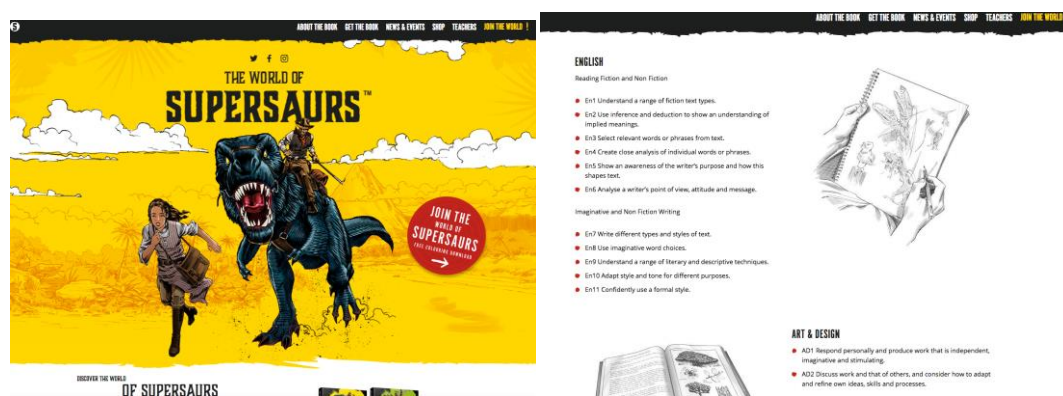 S
ABOUT THE BOOK GET THE BOOK NEWS & EVENTS SHOP TEACHERS JOIN THE WORLD
THE WORLD OF
SUPERSAURS™
JOIN THE
WORLD OF
SUPERSAURS
FREE COLOURING DOWNLOAD
DISCOVER THE WORLD
OF SUPERSAURS
ABOUT THE BOOK GET THE BOOK NEWS & EVENTS SHOP TEACHERS JOIN THE WORLD
ENGLISH
Reading Fiction and Non Fiction
En1 Understand a range of fiction text types.
En2 Use inference and deduction to show an understanding of
implied meanings.
En3 Select relevant words or phrases from text.
En4 Create close analysis of individual words or phrases.
En5 Show an awareness of the writer's purpose and how this
shapes text.
En6 Analyse a writer's point of view, attitude and message.
Imaginative and Non Fiction Writing
En7 Write different types and styles of text.
En8 Use imaginative word choices.
En9 Understand a range of literary and descriptive techniques.
En10 Adapt style and tone for different purposes.
En11 Confidently use a formal style.
ART & DESIGN
AD1 Respond personally and produce work that is independent,
imaginative and stimulating.
AD2 Discuss work and that of others, and consider how to adapt
and refine own ideas, skills and processes.